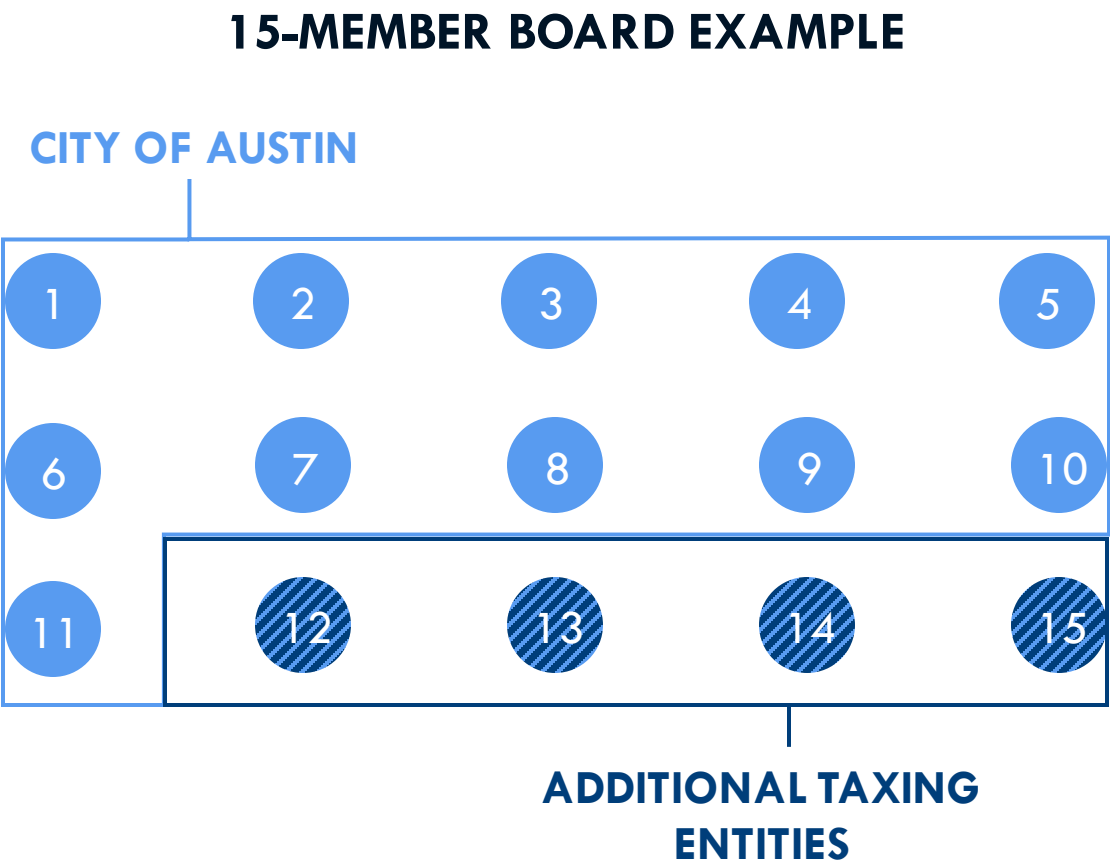 15-MEMBER BOARD EXAMPLE
CITY OF AUSTIN
1 2 3 4 5
6 7 8 9 10
11 12 13 14 15
ADDITIONAL TAXING
ENTITIES